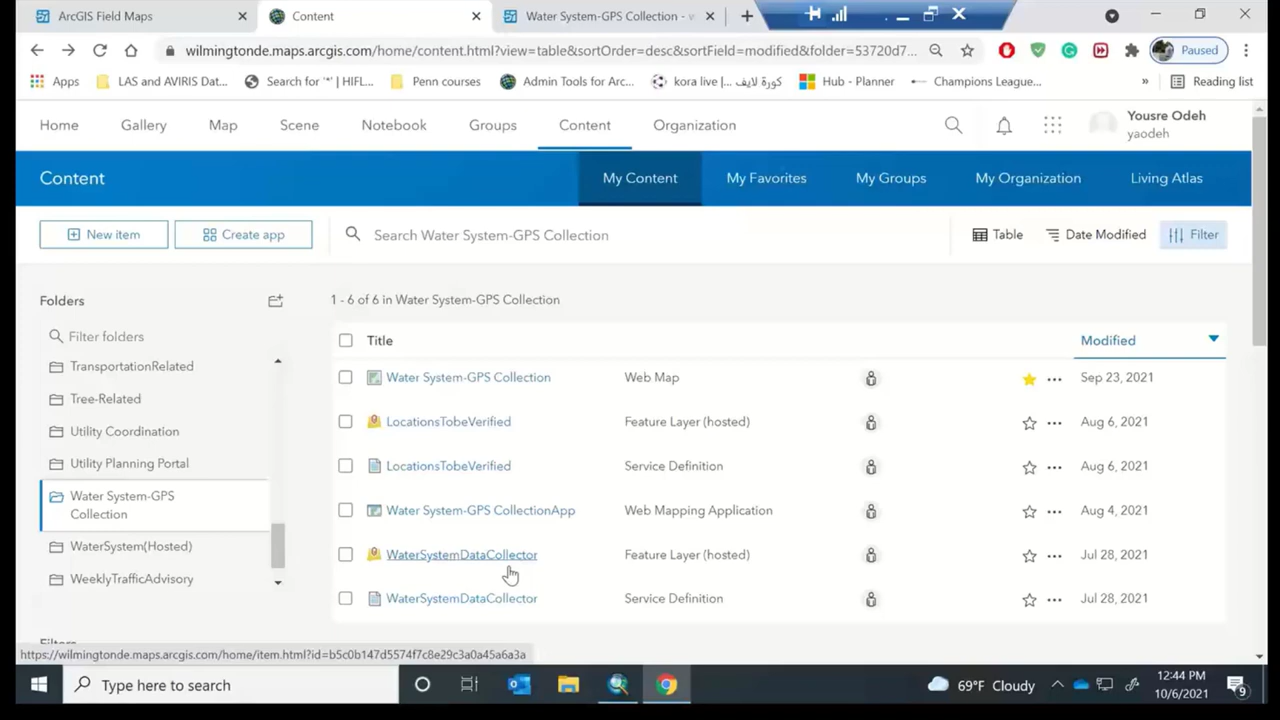 ArcGIS Field Maps
Content
Water System-GPS Collection - v
wilmingtonde.maps.arcgis.com/home/content.html?view=table&sortOrder=desc&sortField=modified&folder=53720d7...
Paused
Apps
LAS and AVIRIS Dat...
Search for '*' | HIFL...
Penn courses
Admin Tools for Arc...
kora live |... كورة لايف
Hub - Planner
Champions League...
»
Reading list
Home
Gallery
Map
Scene
Notebook
Groups
Content
Organization
Yousre Odeh
yaodeh
Content
My Content
My Favorites
My Groups
My Organization
Living Atlas
New item
Create app
Search Water System-GPS Collection
Table
Date Modified
Filter
Folders
1 - 6 of 6 in Water System-GPS Collection
Filter folders
Title
Modified
TransportationRelated
Water System-GPS Collection
Web Map
Sep 23, 2021
Tree-Related
LocationsTobeVerified
Feature Layer (hosted)
Aug 6, 2021
Utility Coordination
Utility Planning Portal
LocationsTobeVerified
Service Definition
Aug 6, 2021
Water System-GPS
Collection
Water System-GPS CollectionApp
Web Mapping Application
Aug 4, 2021
WaterSystem(Hosted)
WaterSystemDataCollector
Feature Layer (hosted)
Jul 28, 2021
WeeklyTrafficAdvisory
WaterSystemDataCollector
Service Definition
Jul 28, 2021
Filters
https://wilmingtonde.maps.arcgis.com/home/item.html?id=b5c0b147d5574f7c8e29c3a0a45a6a3a
Type here to search
69°F Cloudy
12:44 PM
10/6/2021
9